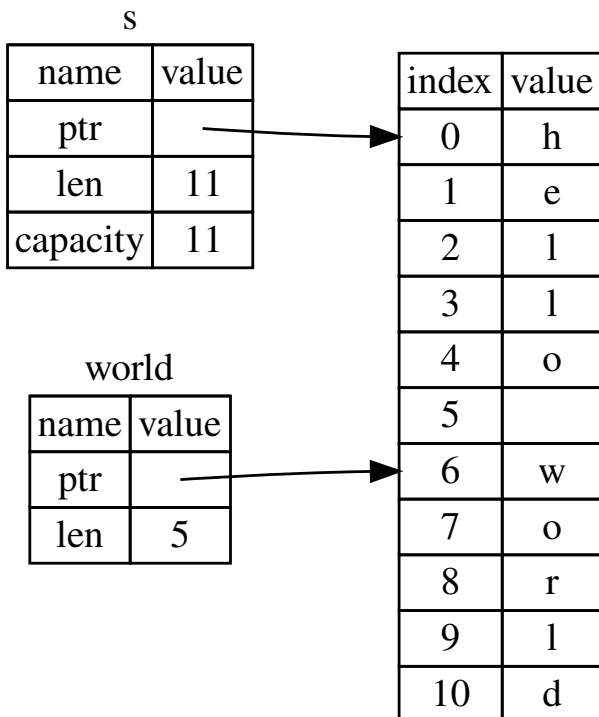 s
name value
ptr
len 11
capacity 11
world
name value
ptr
len 5
index value
0 h
1 e
2 l
3 l
4 o
5
6 w
7 o
8 r
9 l
10 d